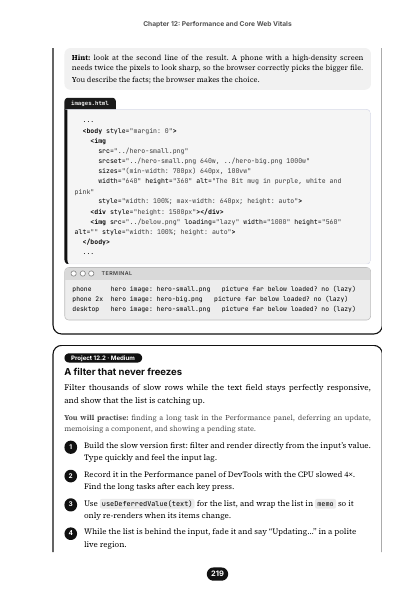 Chapter 12: Performance and Core Web Vitals
Hint: look at the second line of the result. A phone with a high-density screen
needs twice the pixels to look sharp, so the browser correctly picks the bigger file.
You describe the facts; the browser makes the choice.
images.html
...
<body style="margin: 0">
<img
src="../hero-small.png"
srcset="../hero-small.png 640w, ../hero-big.png 1000w"
sizes="(min-width: 700px) 640px, 100vw"
width="640" height="360" alt="The Bit mug in purple, white and
pink"
style="width: 100%; max-width: 640px; height: auto">
<div style="height: 1500px"></div>
<img src="../below.png" loading="lazy" width="1000" height="560"
alt="" style="width: 100%; height: auto">
</body>
...
TERMINAL
phone hero image: hero-small.png picture far below loaded? no (lazy)
phone 2x hero image: hero-big.png picture far below loaded? no (lazy)
desktop hero image: hero-small.png picture far below loaded? no (lazy)
Project 12.2 · Medium
A filter that never freezes
Filter thousands of slow rows while the text field stays perfectly responsive,
and show that the list is catching up.
You will practise: finding a long task in the Performance panel, deferring an update,
memoising a component, and showing a pending state.
1 Build the slow version first: filter and render directly from the input's value.
Type quickly and feel the input lag.
2 Record it in the Performance panel of DevTools with the CPU slowed 4×.
Find the long tasks after each key press.
3 Use useDeferredValue(text) for the list, and wrap the list in memo so it
only re-renders when its items change.
4 While the list is behind the input, fade it and say “Updating…” in a polite
live region.
219